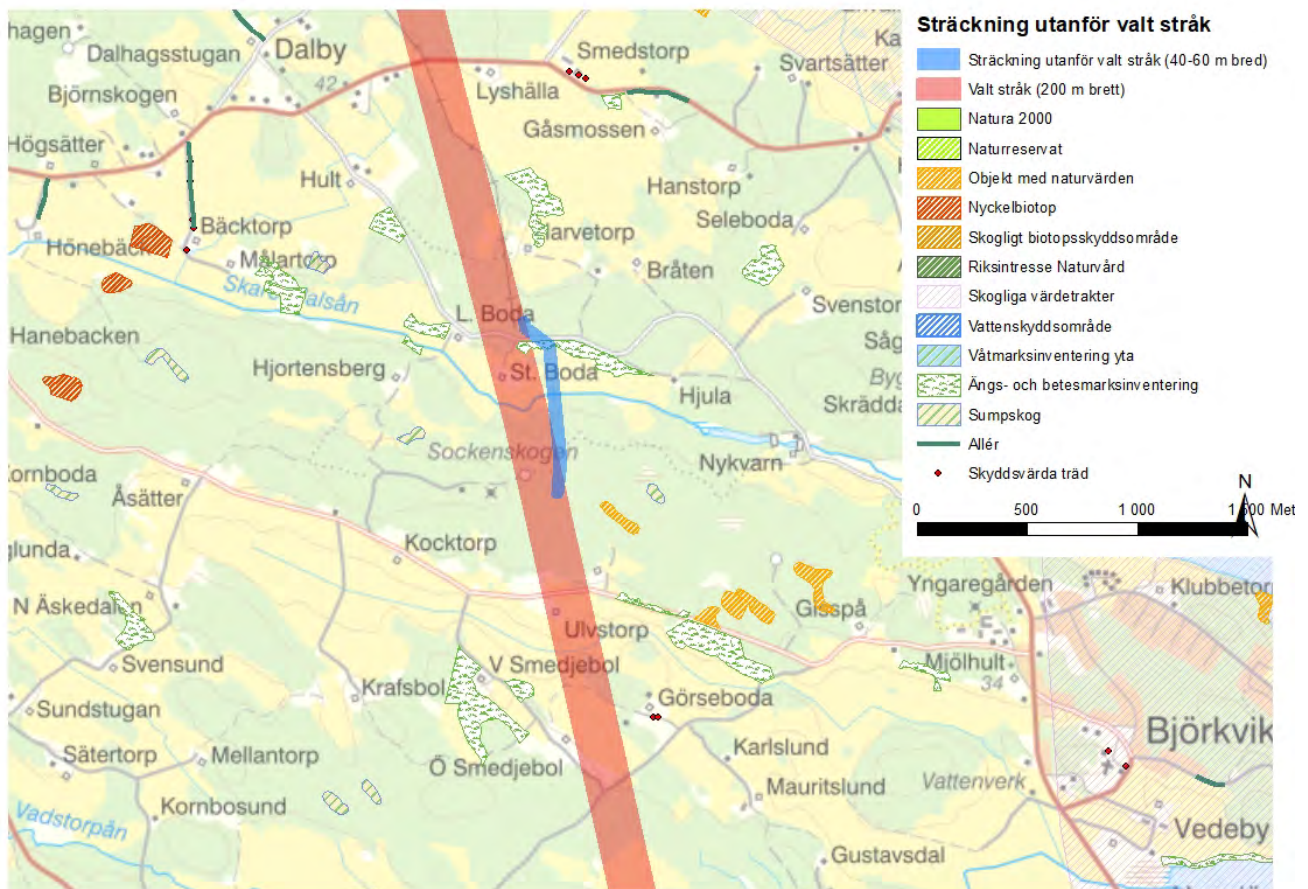 Sträckning utanför valt stråk
Sträckning utanför valt stråk (40-60 m bred)
Valt stråk (200 m brett)
Natura 2000
Naturreservat
Objekt med naturvärden
Nyckelbiotop
Skogligt biotopsskyddsområde
Riksintresse Naturvård
Skogliga värdetrakter
Vattenskyddsområde
Våtmarksinventering yta
Ängs- och betesmarksinventering
Sumpskog
Allér
Skyddsvärda träd
N
0 500 1 000
hagen
Dalhagsstugan
Dalby
Smedstorp
Svartsätter
42
Lyshälla
Björnskogen
Gåsmossen
Högsätter
Hult
Hanstorp
Seleboda
Bäcktorp
Målartorp
Bråten
Svenstor
L. Boda
Hanebacken
Hjortensberg
St. Boda
Hjula
Skrädda
Sockenskogen
Nykvarn
Åsätter
Kocktorp
Yngaregården
Klubbetorp
glunda
N Äskedalen
Gisspå
Ulvstorp
Svensund
V Smedjebol
Mjölhult
34
Krafsbol
Görseboda
Sundstugan
Björkvik
Sätertorp
Mellantorp
Karlslund
Ö Smedjebol
Mauritslund
Vattenverk
Kornbosund
Vadstorpån
Vedeby
Gustavsdal